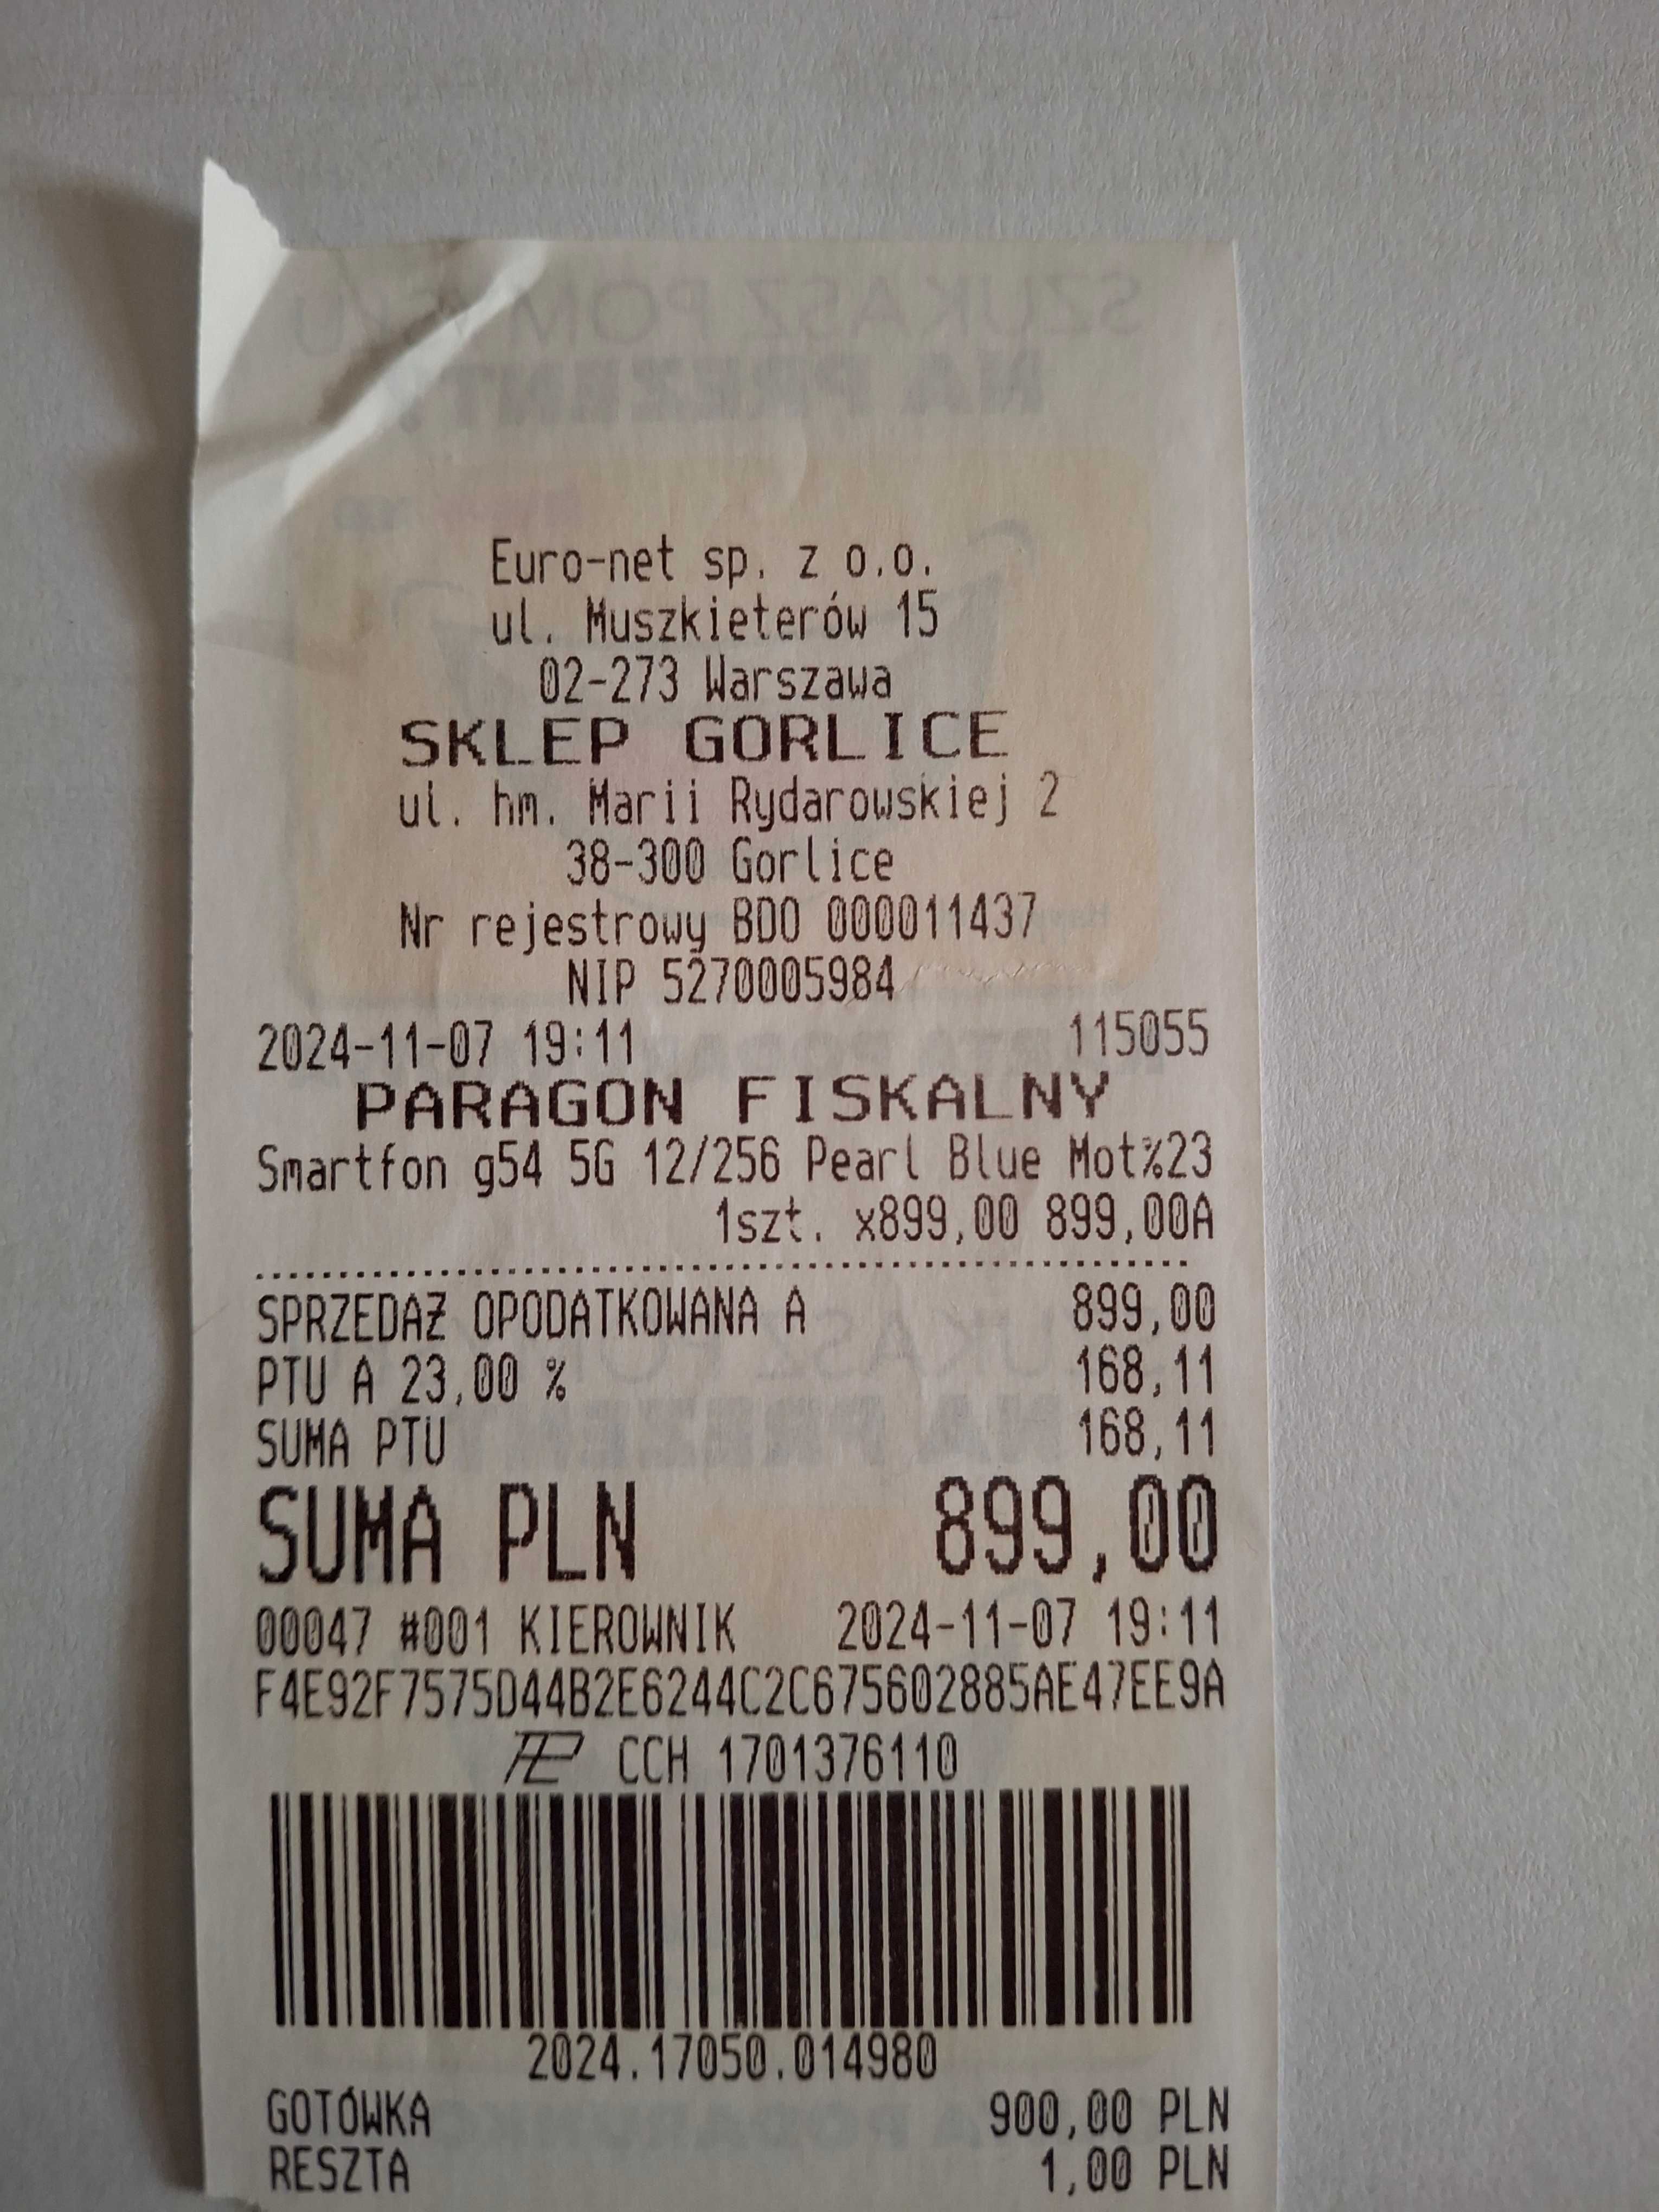 Euro-net sp. z o.o.
ul. Muszkieterów 15
02-273 Warszawa
SKLEP GORLICE
ul. hm. Marii Rydarowskiej 2
38-300 Gorlice
Nr rejestrowy BDO 000011437
NIP 5270005984
2024-11-07 19:11 115055
PARAGON FISKALNY
Smartfon g54 5G 12/256 Pearl Blue Mot%23
1szt. x899,00 899,00A
SPRZEDAŻ OPODATKOWANA A 899,00
PTU A 23,00 % 168,11
SUMA PTU 168,11
SUMA PLN 899,00
00047 #001 KIEROWNIK 2024-11-07 19:11
F4E92F7575D44B2E6244C2C675602885AE47EE9A
CCH 1701376110
2024.17050.014980
GOTÓWKA 900,00 PLN
RESZTA 1,00 PLN